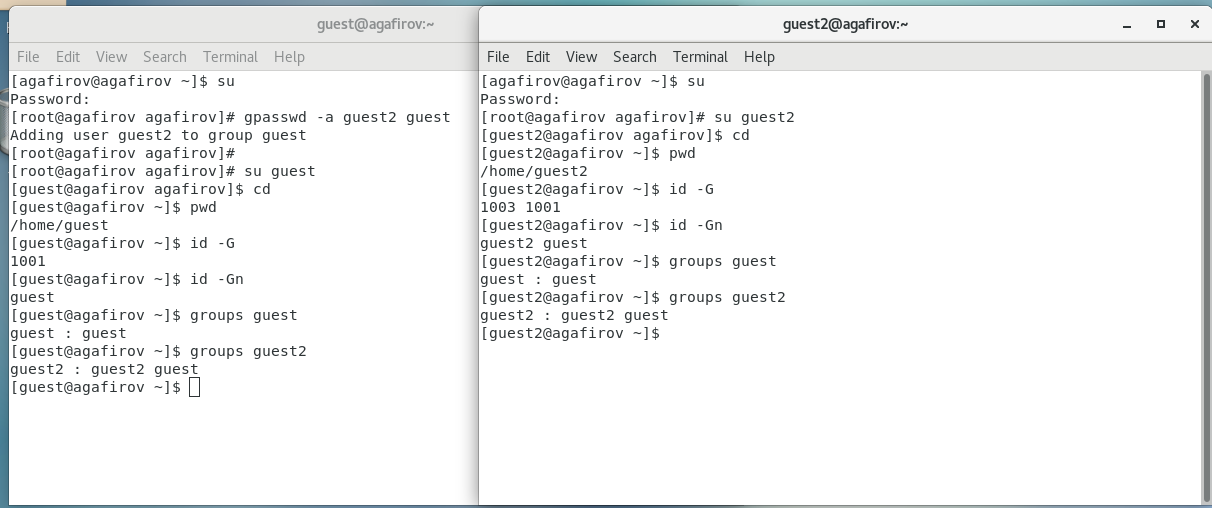 guest@agafirov:~
File Edit View Search Terminal Help
[agafirov@agafirov ~]$ su
Password:
[root@agafirov agafirov]# gpasswd -a guest2 guest
Adding user guest2 to group guest
[root@agafirov agafirov]#
[root@agafirov agafirov]# su guest
[guest@agafirov agafirov]$ cd
[guest@agafirov ~]$ pwd
/home/guest
[guest@agafirov ~]$ id -G
1001
[guest@agafirov ~]$ id -Gn
guest
[guest@agafirov ~]$ groups guest
guest : guest
[guest@agafirov ~]$ groups guest2
guest2 : guest2 guest
[guest@agafirov ~]$
guest2@agafirov:~
File Edit View Search Terminal Help
[agafirov@agafirov ~]$ su
Password:
[root@agafirov agafirov]# su guest2
[guest2@agafirov agafirov]$ cd
[guest2@agafirov ~]$ pwd
/home/guest2
[guest2@agafirov ~]$ id -G
1003 1001
[guest2@agafirov ~]$ id -Gn
guest2 guest
[guest2@agafirov ~]$ groups guest
guest : guest
[guest2@agafirov ~]$ groups guest2
guest2 : guest2 guest
[guest2@agafirov ~]$